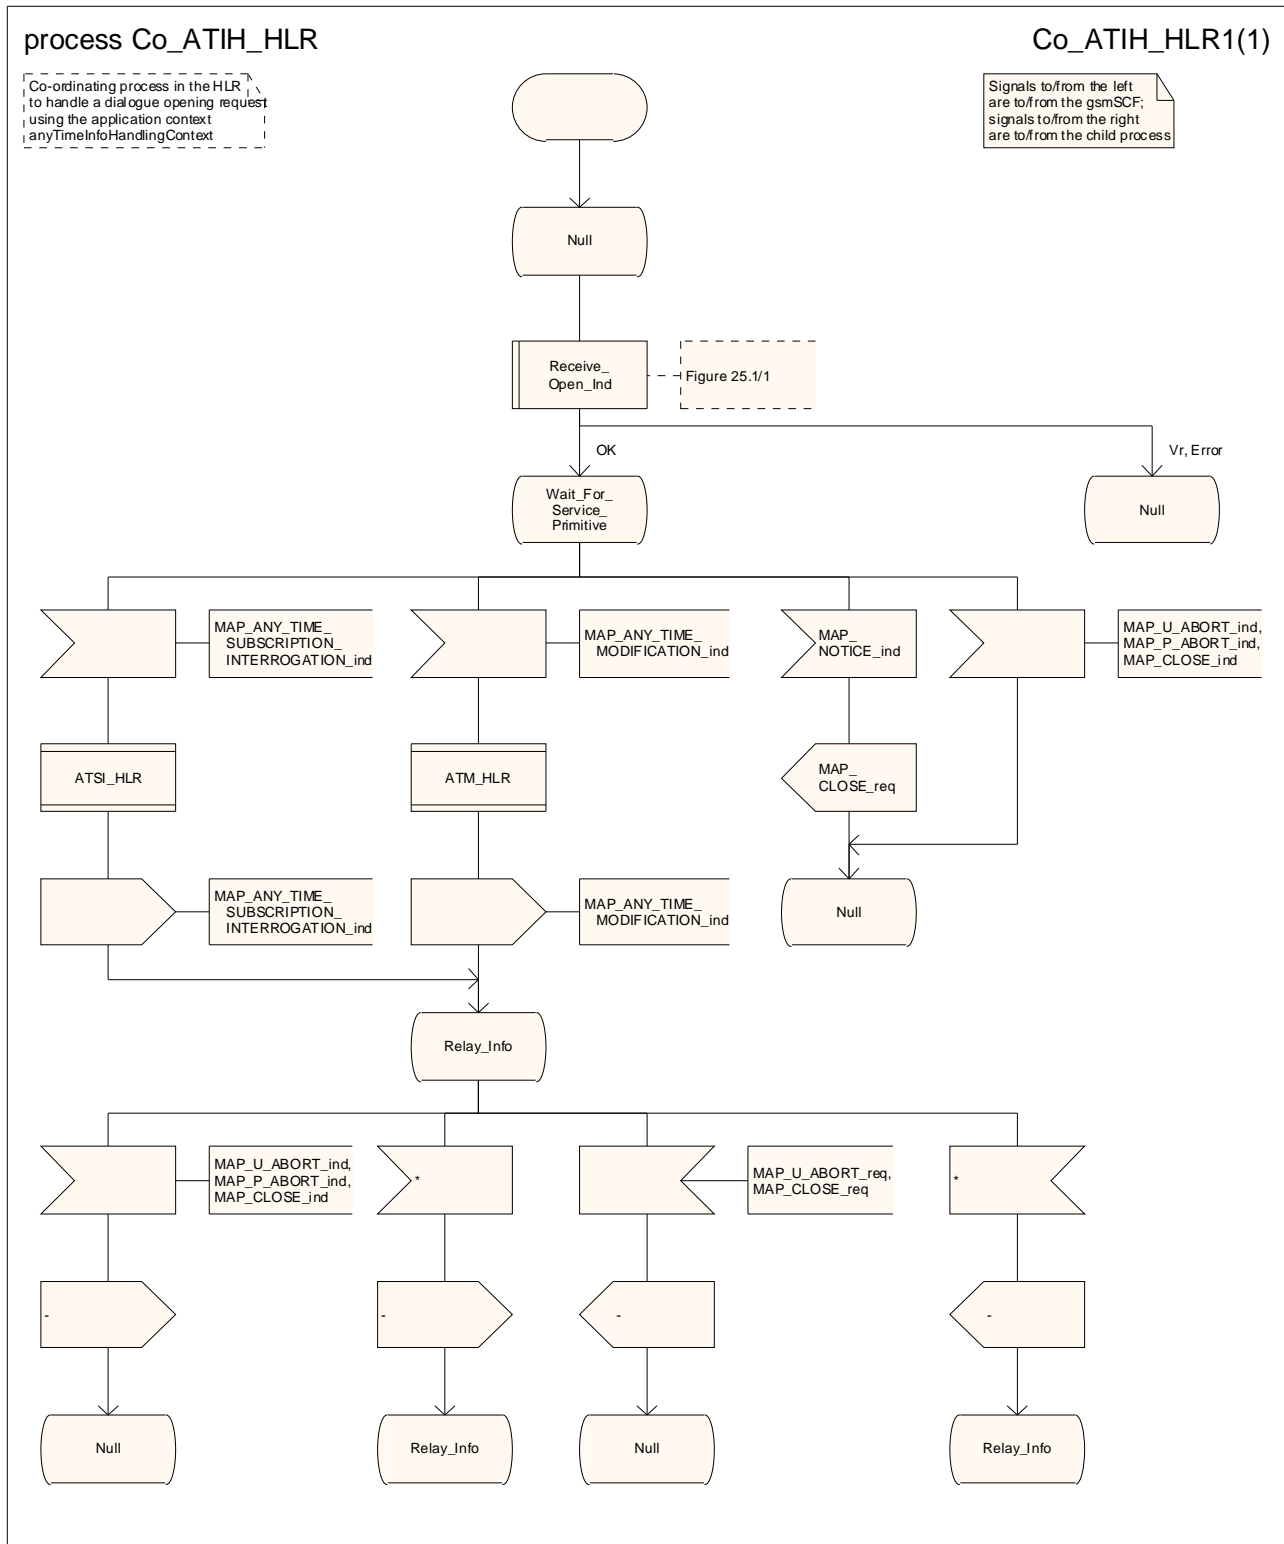 process Co_ATIH_HLR
Co_ATIH_HLR1(1)
Co-ordinating process in the HLR
to handle a dialogue opening request
using the application context
anyTimeInfoHandlingContext
Signals to/from the left
are to/from the gsmSCF;
signals to/from the right
are to/from the child process
Null
Receive_
Open_Ind
Figure 25.1/1
OK
Vr, Error
Wait_For_
Service_
Primitive
Null
MAP_ANY_TIME_
SUBSCRIPTION_
INTERROGATION_ind
MAP_ANY_TIME_
MODIFICATION_ind
MAP_
NOTICE_ind
MAP_U_ABORT_ind,
MAP_P_ABORT_ind,
MAP_CLOSE_ind
ATSI_HLR
ATM_HLR
MAP_
CLOSE_req
MAP_ANY_TIME_
SUBSCRIPTION_
INTERROGATION_ind
MAP_ANY_TIME_
MODIFICATION_ind
Null
Relay_Info
MAP_U_ABORT_ind,
MAP_P_ABORT_ind,
MAP_CLOSE_ind
*
MAP_U_ABORT_req,
MAP_CLOSE_req
*
-
-
-
-
Null
Relay_Info
Null
Relay_Info